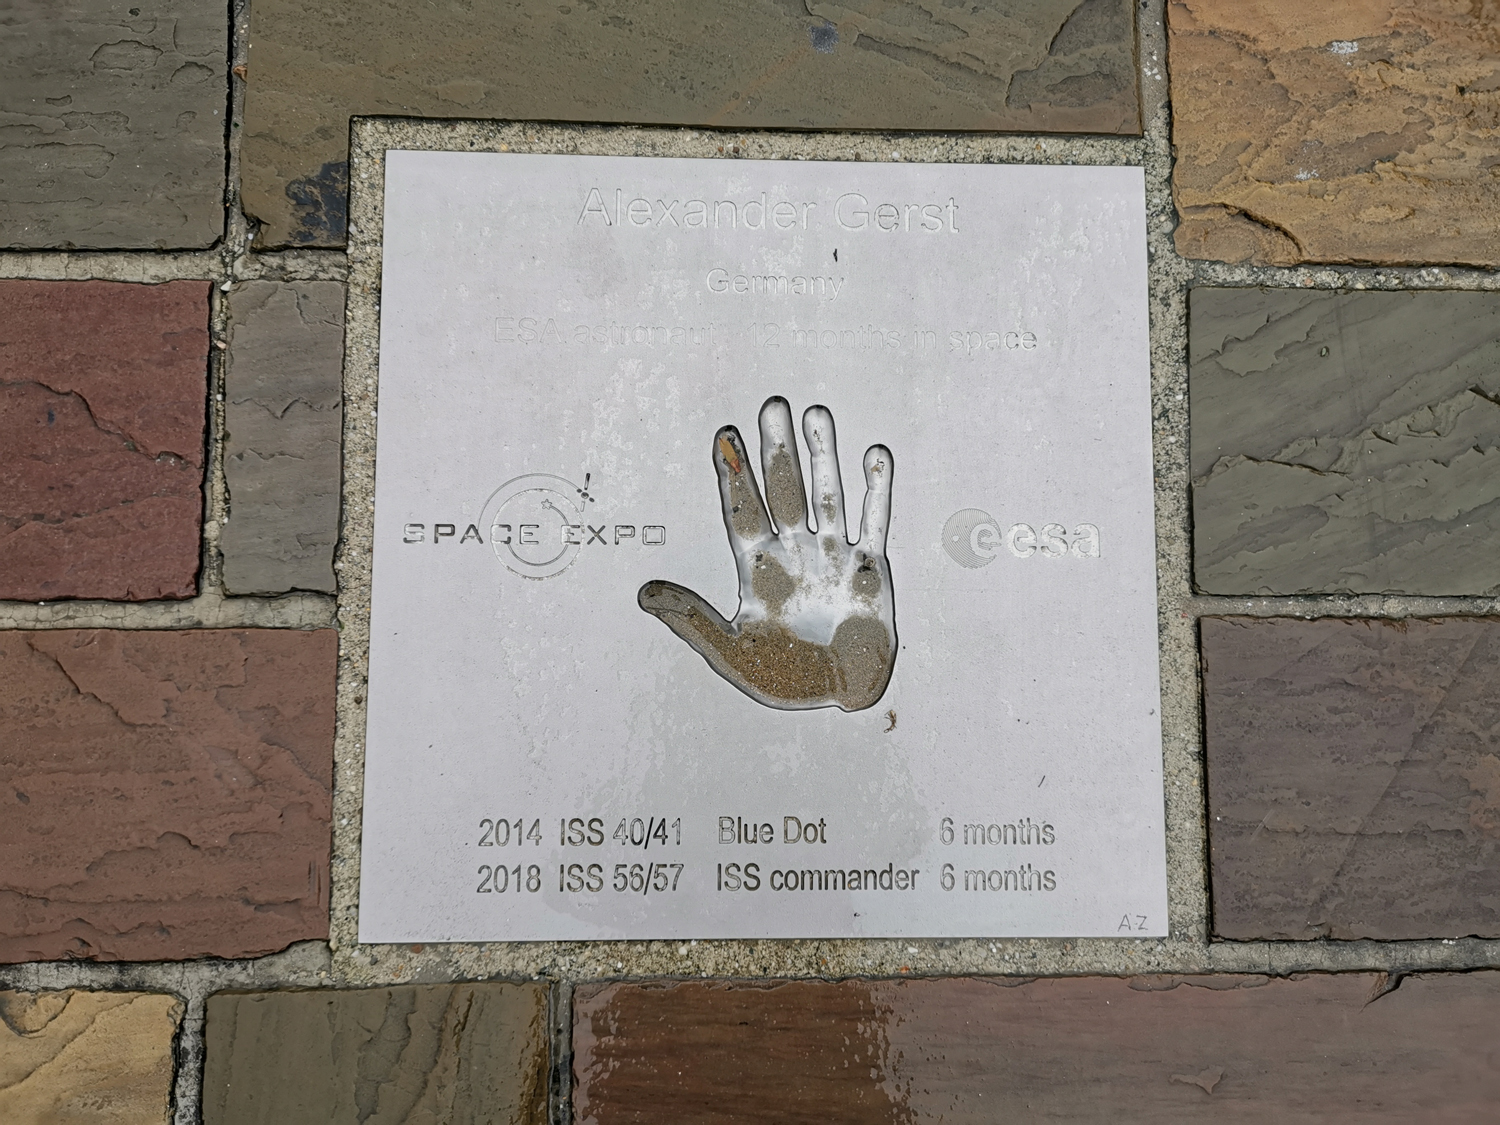 Alexander Gerst
Germany
ESA astronaut 12 months in space
SPACE EXPO
esa
2014 ISS 40/41 Blue Dot 6 months
2018 ISS 56/57 ISS commander 6 months
AZ